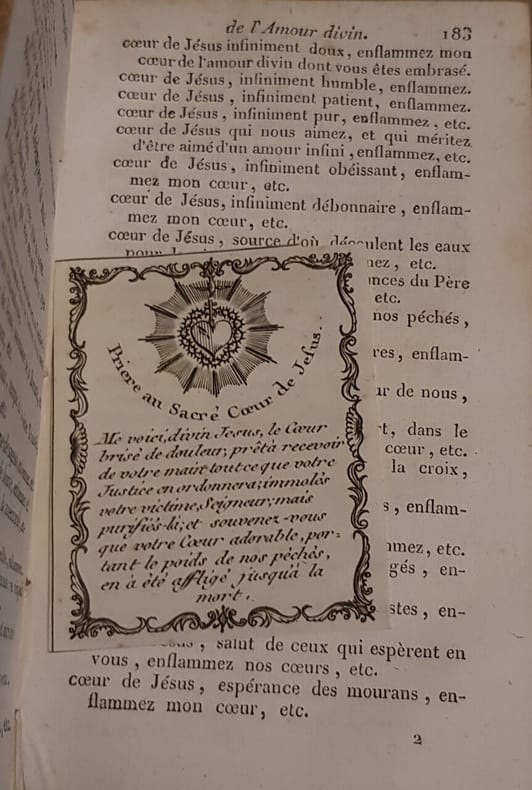 de l'Amour divin.
183
cœur de Jésus infiniment doux, enflammez mon
cœur de l'amour divin dont vous êtes embrasé.
cœur de Jésus, infiniment humble, enflammez.
cœur de Jésus, infiniment patient, enflammez.
cœur de Jésus, infiniment pur, enflammez, etc.
cœur de Jésus qui nous aimez, et qui méritez
d'être aimé d'un amour infini, enflammez, etc.
cœur de Jésus, infiniment obéissant, enflam-
mez mon cœur, etc.
cœur de Jésus, infiniment débonnaire, enflam-
mez mon cœur, etc.
cœur de Jésus, source d'où découlent les eaux
nez, etc.
nces du Père
etc.
nos péchés,
res, enflam-
ur de nous,
t, dans le
cœur, etc.
la croix,
s, enflam-
mez, etc.
gés, en-
stes, en-
Priere au Sacré Cœur de Jesus.
Me voici, divin Jesus, le Cœur
brisé de douleur, prêt à recevoir
de votre main tout ce que votre
Justice en ordonnera; immolés
votre victime, Seigneur; mais
purifiés-là; et souvenez-vous
que votre Cœur adorable, por=
tant le poids de nos péchés,
en à été affligé jusqu'à la
mort.
, salut de ceux qui espèrent en
vous, enflammez nos cœurs, etc.
cœur de Jésus, espérance des mourans, en-
flammez mon cœur, etc.
2